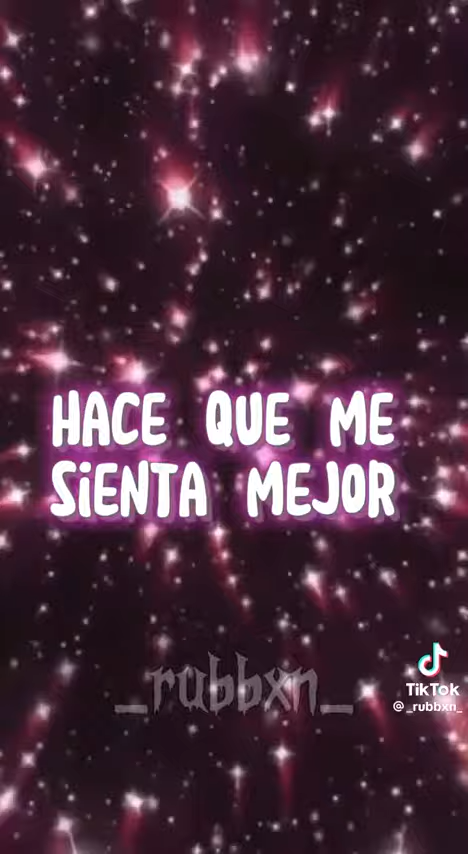 HACE QUE ME
SiENTA MEJOR
_rubbxn_
TikTok
@_rubbxn_